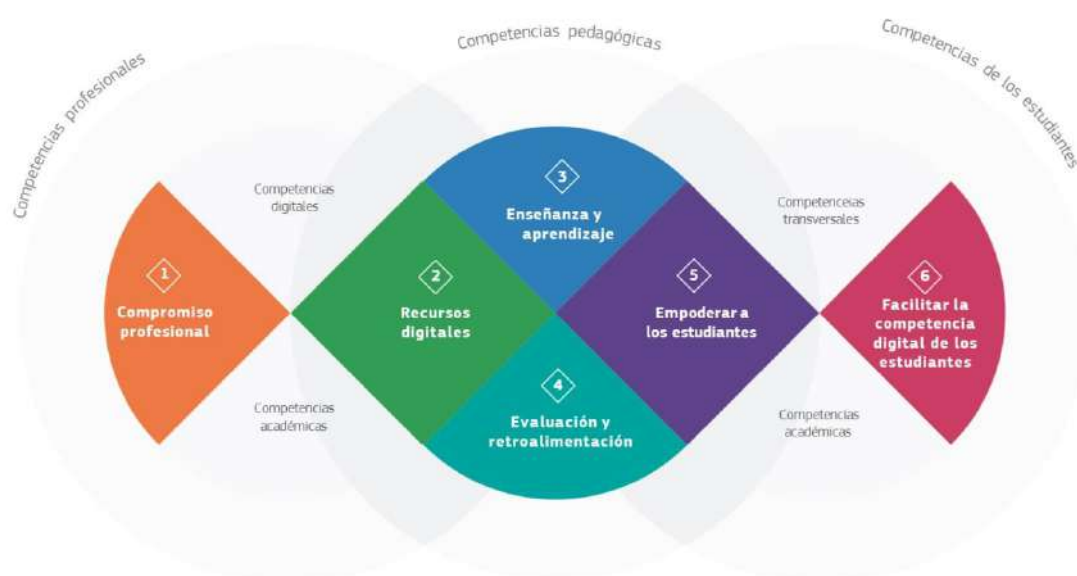 Competencias profesionales
Competencias pedagógicas
Competencias de los estudiantes
1
Compromiso
profesional
Competencias
digitales
Competencias
académicas
2
Recursos
digitales
3
Enseñanza y
aprendizaje
4
Evaluación y
retroalimentación
5
Empoderar a
los estudiantes
Competenceias
transversales
Competencias
académicas
6
Facilitar la
competencia
digital de los
estudiantes